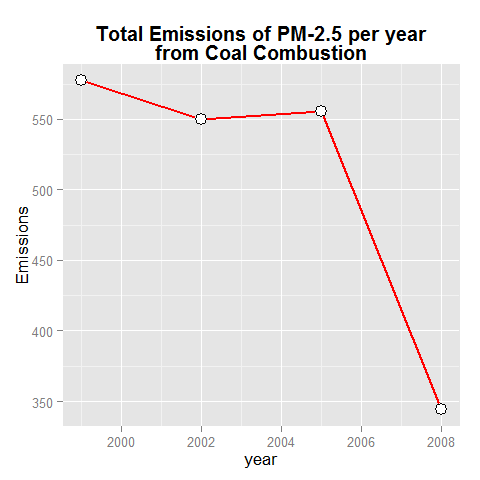 Total Emissions of PM-2.5 per year
from Coal Combustion
550
500
450
400
350
Emissions
2000 2002 2004 2006 2008
year